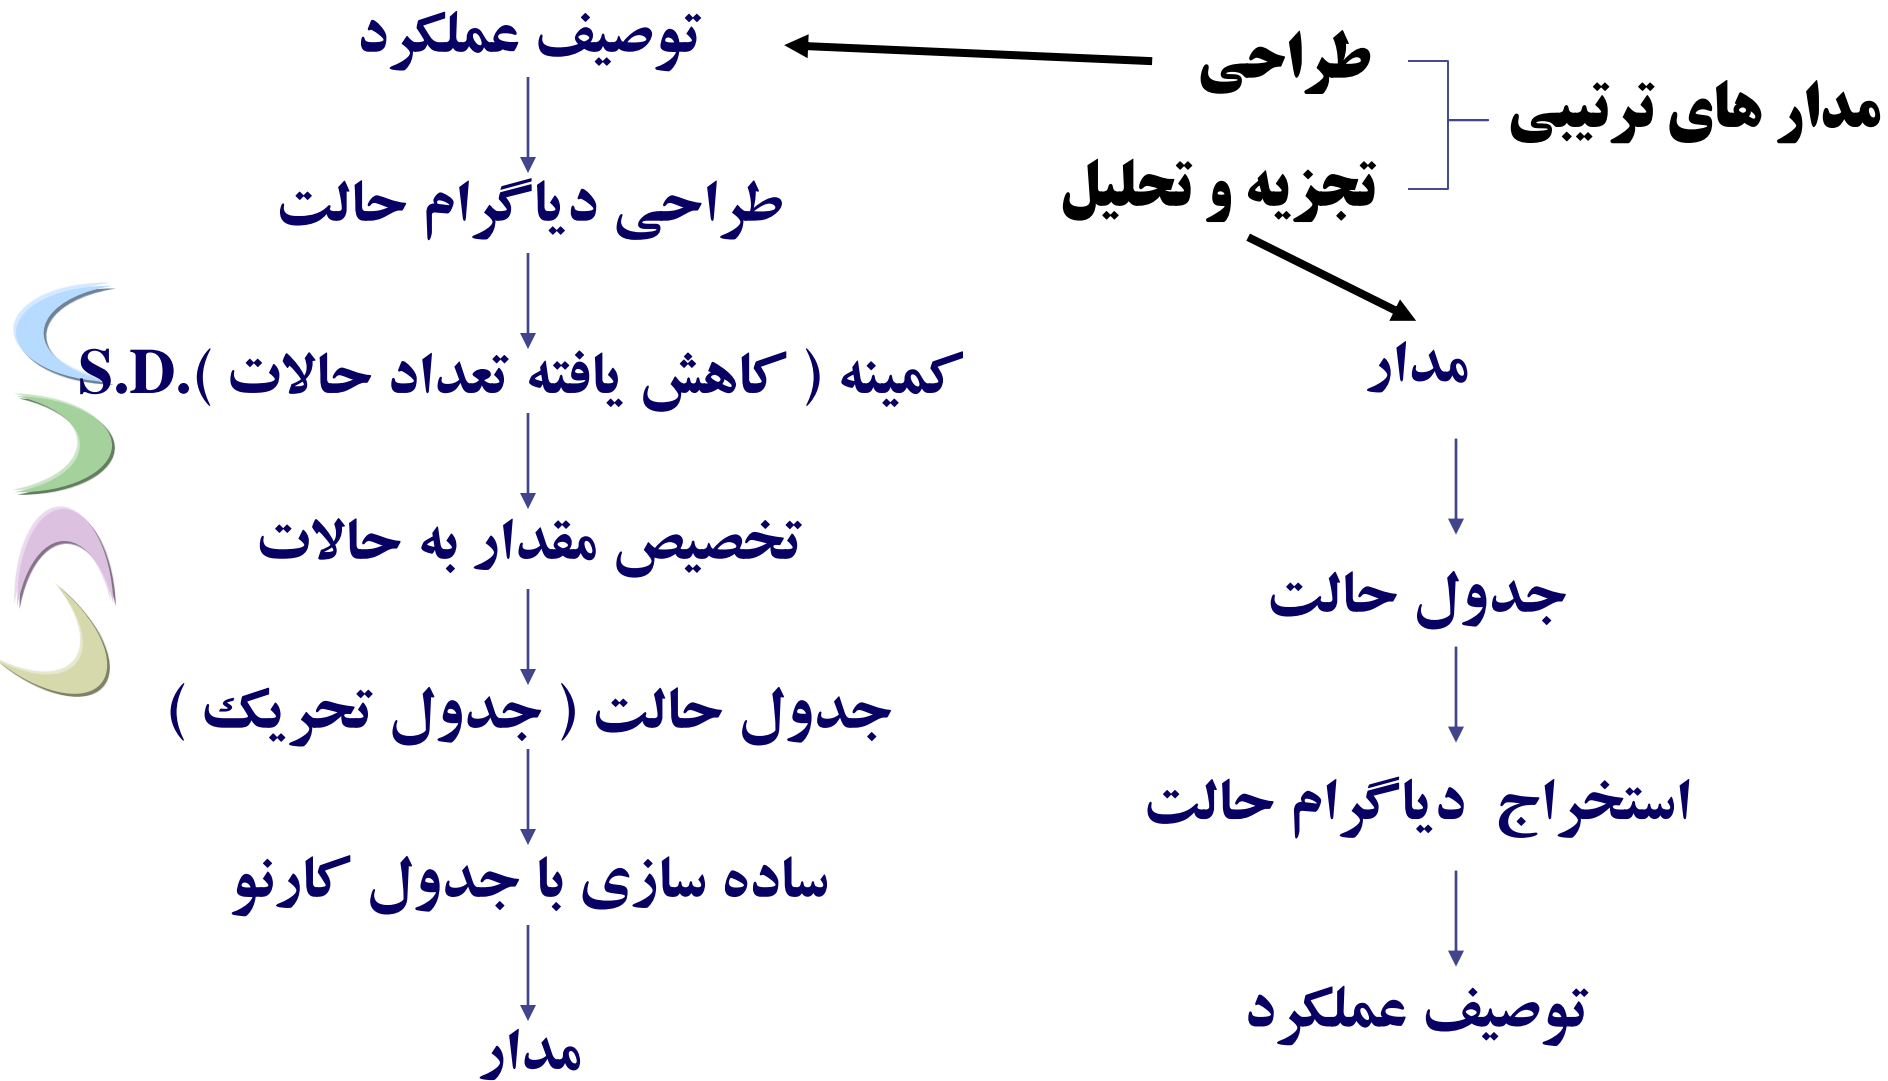 مدار های ترتیبی
طراحی
تجزیه و تحلیل
توصیف عملکرد
طراحی دیاگرام حالت
کمینه ( کاهش یافته تعداد حالات ).S.D
تخصیص مقدار به حالات
جدول حالت ( جدول تحریک )
ساده سازی با جدول کارنو
مدار
مدار
جدول حالت
استخراج دیاگرام حالت
توصیف عملکرد